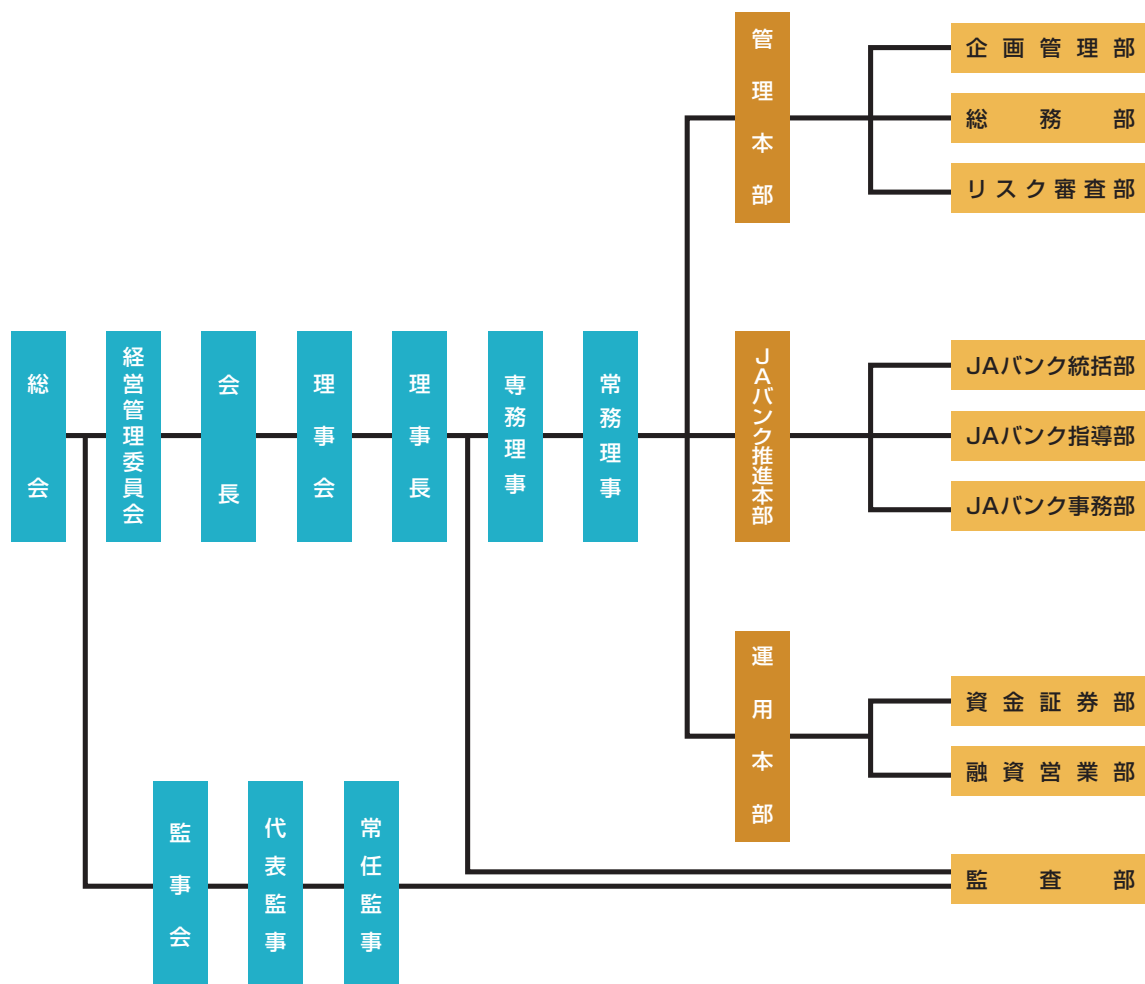 総会
経営管理委員会
会長
理事会
理事長
専務理事
常務理事
管理本部
企画管理部
総務部
リスク審査部
JAバンク推進本部
JAバンク統括部
JAバンク指導部
JAバンク事務部
運用本部
資金証券部
融資営業部
監事会
代表監事
常任監事
監査部